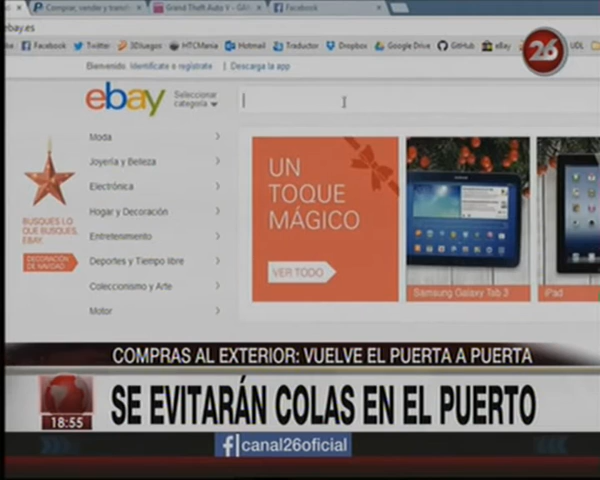 Comprar, vender y transf
Grand Theft Auto V - GA
Facebook
ebay.es
Facebook
Twitter
3DJuegos
MTCMania
Hotmail
Traductor
Dropbox
Google Drive
GitHub
eBay
UDL
26
Bienvenido. Identifícate o regístrate | Descarga la app
ebay
Seleccionar
categoría
Moda
Joyería y Belleza
Electrónica
Hogar y Decoración
Entretenimiento
Deportes y Tiempo libre
Coleccionismo y Arte
Motor
BUSQUES LO
QUE BUSQUES,
EBAY.
DECORACIÓN
DE NAVIDAD
UN
TOQUE
MÁGICO
VER TODO
Samsung Galaxy Tab 3
iPad
COMPRAS AL EXTERIOR: VUELVE EL PUERTA A PUERTA
SE EVITARÁN COLAS EN EL PUERTO
18:55
canal26oficial